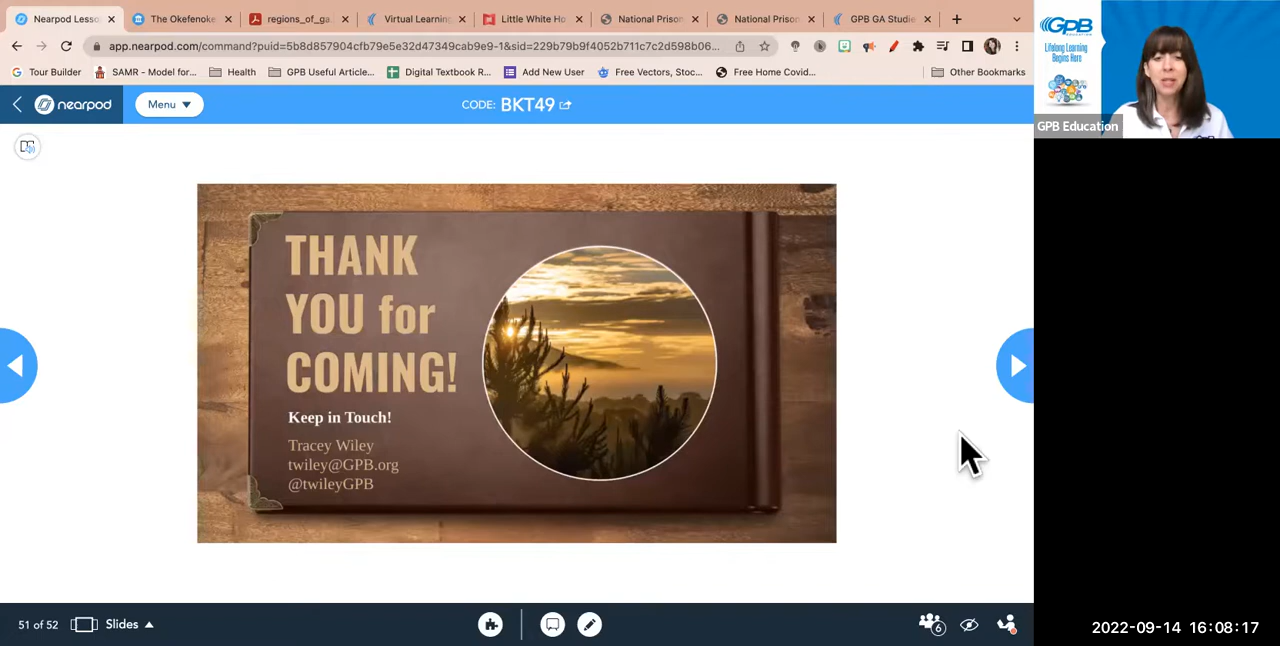 Nearpod Lesso
The Okefenoke
regions_of_ga.
Virtual Learning
Little White Ho
National Prison
National Prison
GPB GA Studie
app.nearpod.com/command?puid=5b8d857904cfb79b5e32d47349cab9e9-1&sid=229b79b9f4052b711c7c2d598b06...
Tour Builder
SAMR - Model for...
Health
GPB Useful Article...
Digital Textbook R...
Add New User
Free Vectors, Stoc...
Free Home Covid...
Other Bookmarks
nearpod
Menu
CODE: BKT49
GPB
EDUCATION
Lifelong Learning
Begins Here
GPB Education
THANK
YOU for
COMING!
Keep in Touch!
Tracey Wiley
twiley@GPB.org
@twileyGPB
51 of 52
Slides
6
2022-09-14 16:08:17